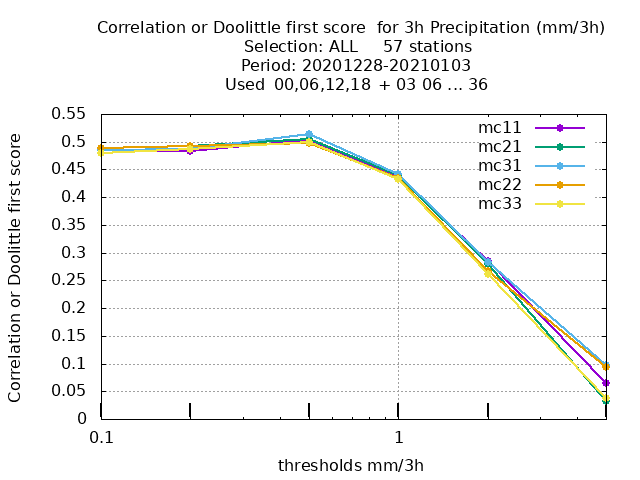 Correlation or Doolittle first score  for 3h Precipitation (mm/3h)
Selection: ALL     57 stations
Period: 20201228-20210103
Used  00,06,12,18  + 03 06 ... 36
Correlation or Doolittle first score
0.55
0.5
0.45
0.4
0.35
0.3
0.25
0.2
0.15
0.1
0.05
0
mc11
mc21
mc31
mc22
mc33
0.1
1
thresholds mm/3h